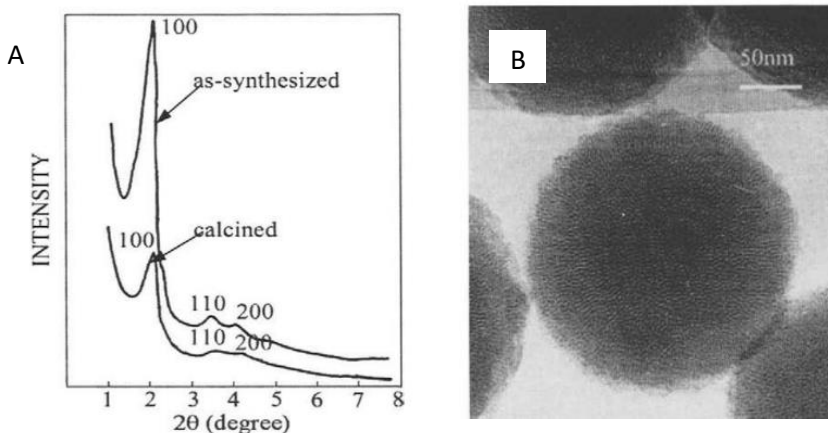 A
100
as-synthesized
INTENSITY
100
calcined
110
200
110
200
1 2 3 4 5 6 7 8
2θ (degree)
B
50nm